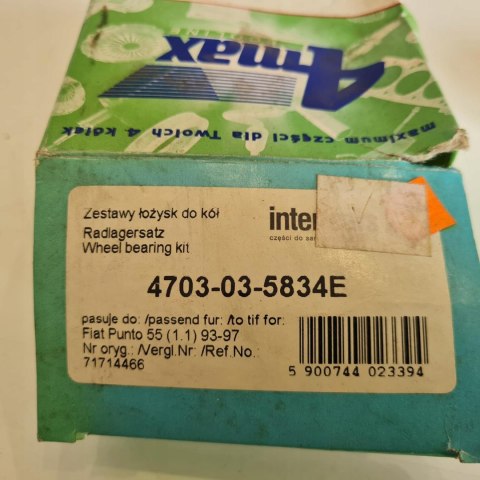 Amax
maximum części dla Twoich 4 kółek
Zestawy łożysk do kół
Radlagersatz
Wheel bearing kit
inter
części do sa
4703-03-5834E
pasuje do: /passend fur: /to tif for:
Fiat Punto 55 (1.1) 93-97
Nr oryg.: /Vergl.Nr: /Ref.No.:
71714466
5 900744 023394